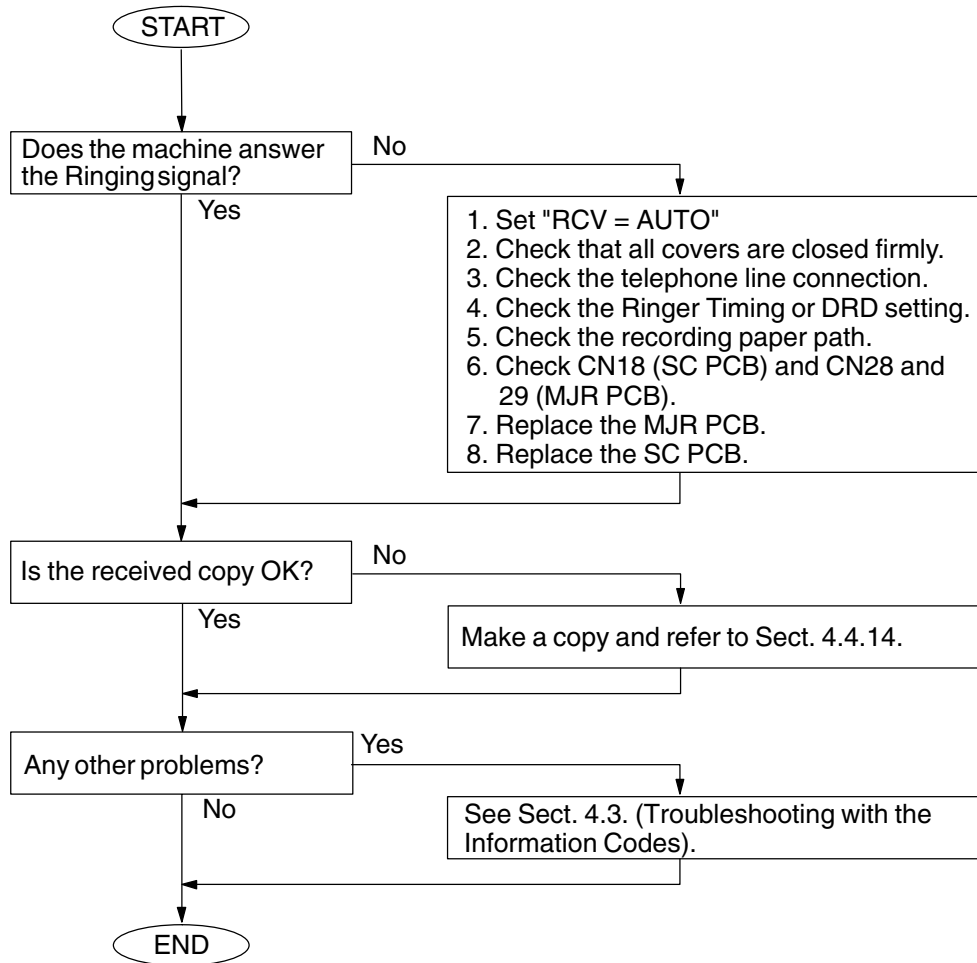 START
Does the machine answer
the Ringing signal?
No
Yes
1. Set "RCV = AUTO"
2. Check that all covers are closed firmly.
3. Check the telephone line connection.
4. Check the Ringer Timing or DRD setting.
5. Check the recording paper path.
6. Check CN18 (SC PCB) and CN28 and
29 (MJR PCB).
7. Replace the MJR PCB.
8. Replace the SC PCB.
Is the received copy OK?
No
Yes
Make a copy and refer to Sect. 4.4.14.
Any other problems?
Yes
No
See Sect. 4.3. (Troubleshooting with the
Information Codes).
END